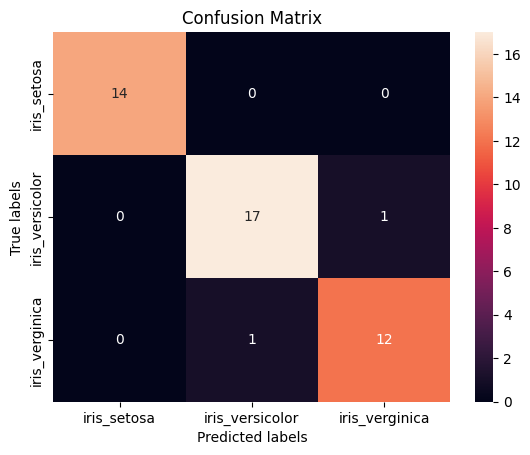 Confusion Matrix
True labels
iris_setosa
14 0 0
iris_versicolor
0 17 1
iris_verginica
0 1 12
iris_setosa iris_versicolor iris_verginica
Predicted labels
16
14
12
10
8
6
4
2
0